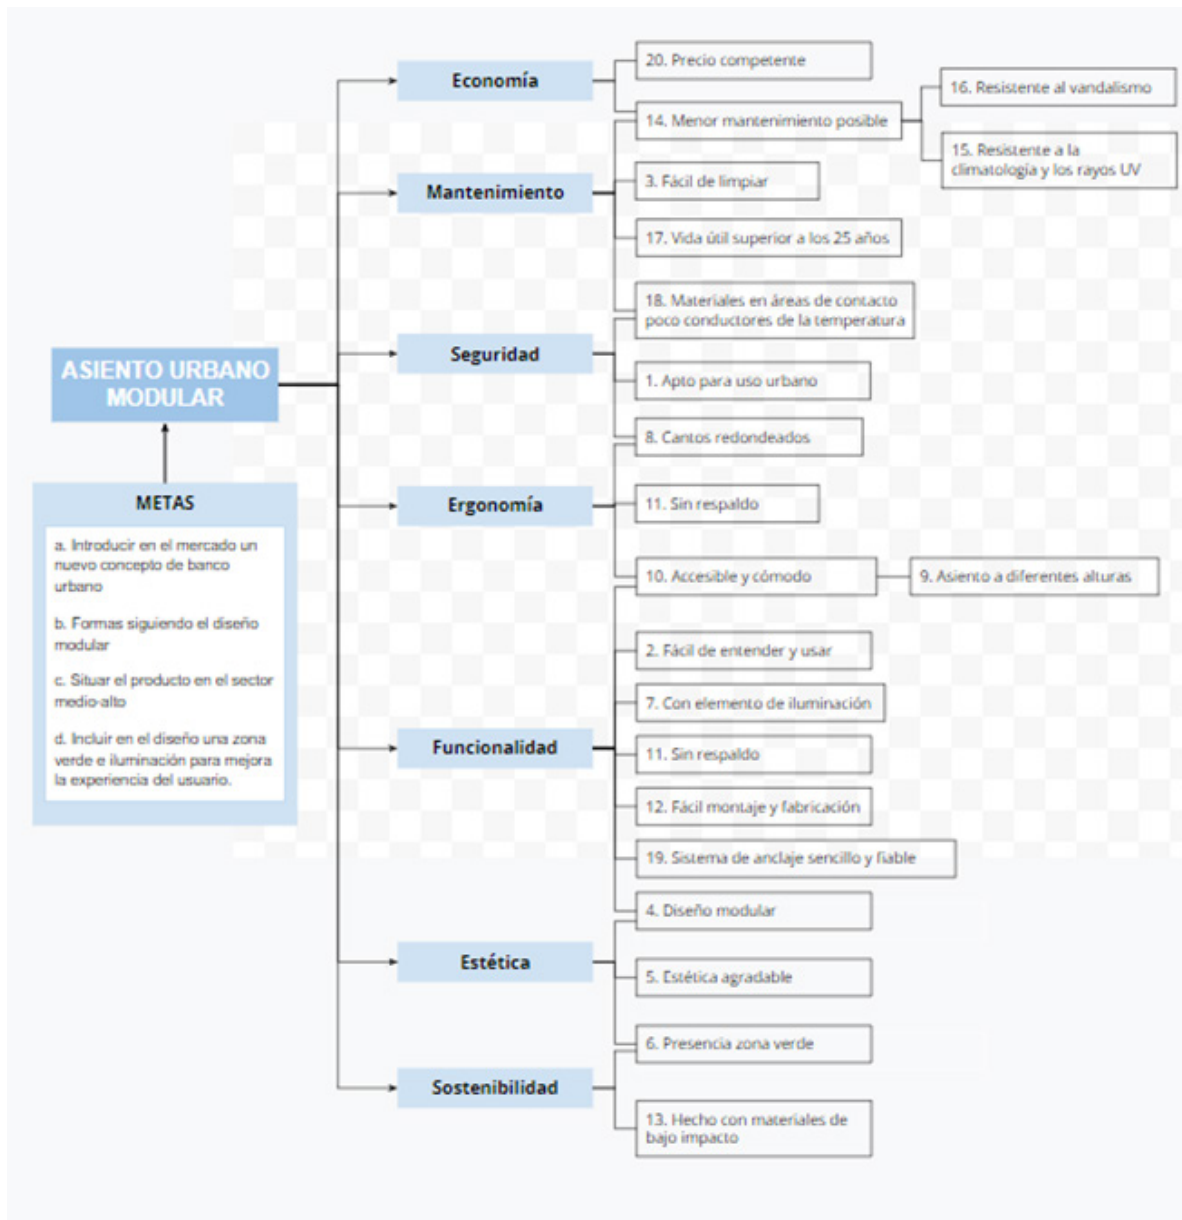 Economía
20. Precio competente
14. Menor mantenimiento posible
16. Resistente al vandalismo
15. Resistente a la
climatología y los rayos UV
Mantenimiento
3. Fácil de limpiar
17. Vida útil superior a los 25 años
18. Materiales en áreas de contacto
poco conductores de la temperatura
Seguridad
1. Apto para uso urbano
8. Cantos redondeados
ASIENTO URBANO
MODULAR
METAS
a. Introducir en el mercado un
nuevo concepto de banco
urbano
b. Formas siguiendo el diseño
modular
c. Situar el producto en el sector
medio-alto
d. Incluir en el diseño una zona
verde e iluminación para mejora
la experiencia del usuario.
Ergonomía
11. Sin respaldo
10. Accesible y cómodo
9. Asiento a diferentes alturas
Funcionalidad
2. Fácil de entender y usar
7. Con elemento de iluminación
11. Sin respaldo
12. Fácil montaje y fabricación
19. Sistema de anclaje sencillo y fiable
4. Diseño modular
Estética
5. Estética agradable
6. Presencia zona verde
Sostenibilidad
13. Hecho con materiales de
bajo impacto